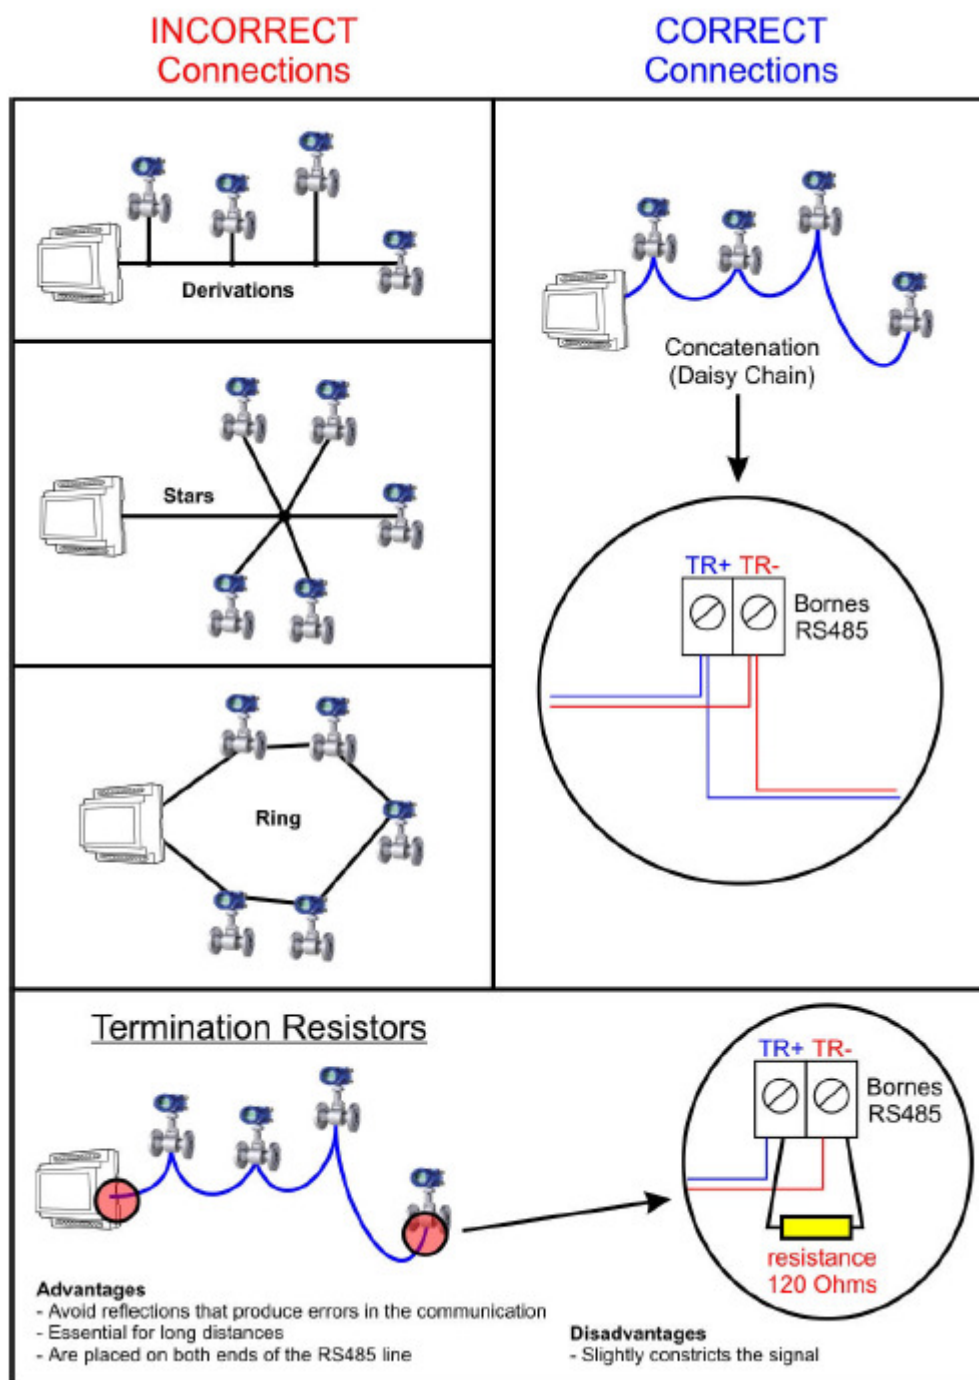 INCORRECT
Connections
CORRECT
Connections
Derivations
Stars
Ring
Concatenation
(Daisy Chain)
TR+ TR-
Bornes
RS485
Termination Resistors
TR+ TR-
Bornes
RS485
resistance
120 Ohms
Advantages
- Avoid reflections that produce errors in the communication
- Essential for long distances
- Are placed on both ends of the RS485 line
Disadvantages
- Slightly constricts the signal